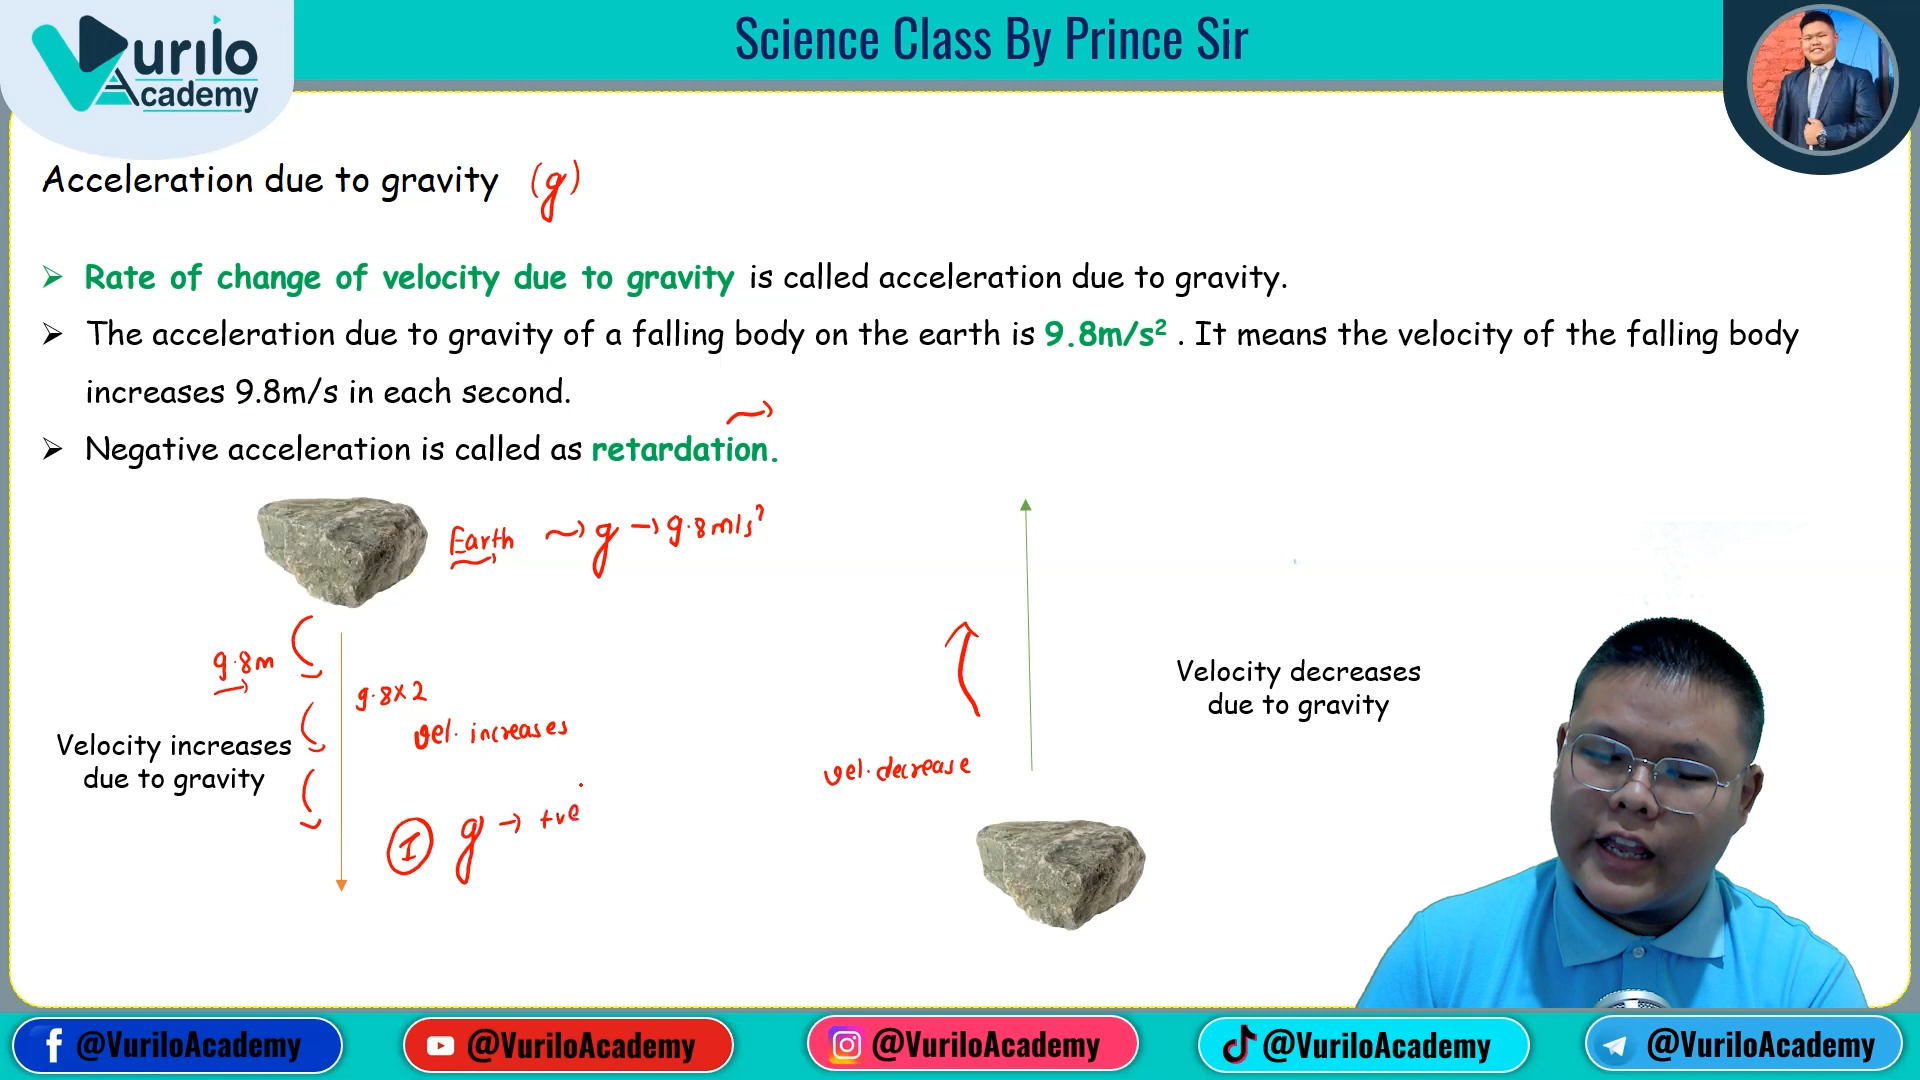 Vurilo
Academy
Science Class By Prince Sir
Acceleration due to gravity (g)
➢ Rate of change of velocity due to gravity is called acceleration due to gravity.
➢ The acceleration due to gravity of a falling body on the earth is 9.8m/s² . It means the velocity of the falling body
increases 9.8m/s in each second.
➢ Negative acceleration is called as retardation.
Earth → g → 9.8 m/s²
9.8m
9.8×2
vel. increases
Velocity increases
due to gravity
I g → +ve
vel. decrease
Velocity decreases
due to gravity
@VuriloAcademy
@VuriloAcademy
@VuriloAcademy
@VuriloAcademy
@VuriloAcademy